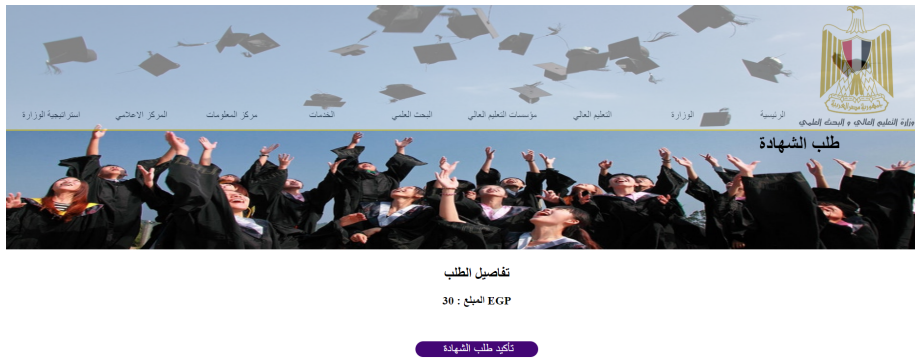 وزارة التعليم العالي و البحث العلمي
الرئيسية
الوزارة
التعليم العالي
مؤسسات التعليم العالي
البحث العلمي
الخدمات
مركز المعلومات
المركز الاعلامي
استراتيجية الوزارة
طلب الشهادة
تفاصيل الطلب
المبلغ : 30 EGP
تأكيد طلب الشهادة